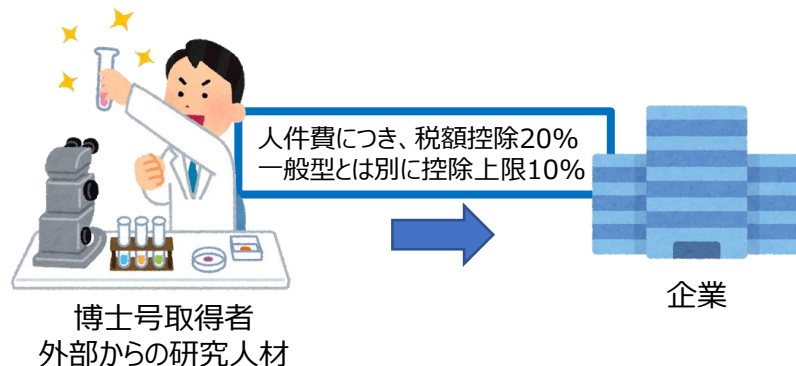 人件費につき、税額控除20%
一般型とは別に控除上限10%
博士号取得者
外部からの研究人材
企業